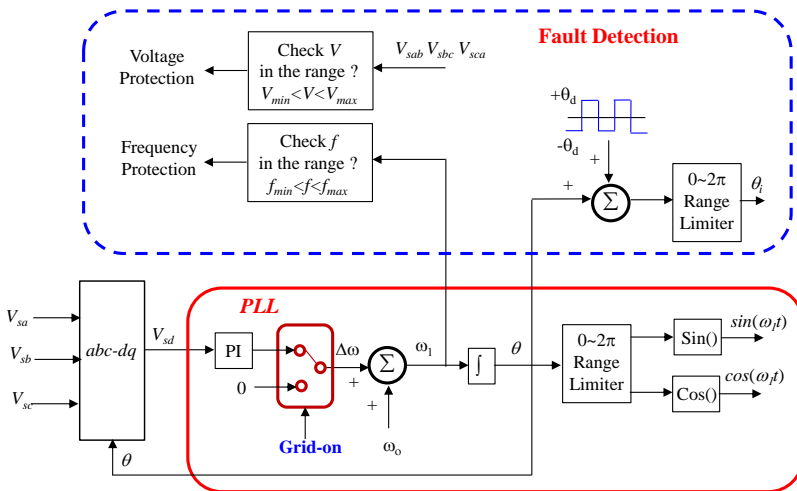 Fault Detection
Voltage
Protection
Check V
in the range ?
Vmin<V<Vmax
Vsab Vsbc Vsca
Frequency
Protection
Check f
in the range ?
fmin<f<fmax
+θd
-θd
+
+
Σ
0~2π
Range
Limiter
θi
PLL
Vsa
Vsb
Vsc
abc-dq
Vsd
PI
0
Δω
+
Σ
+
ωo
ω1
∫
θ
0~2π
Range
Limiter
Sin()
sin(ω1t)
Cos()
cos(ω1t)
Grid-on
θ